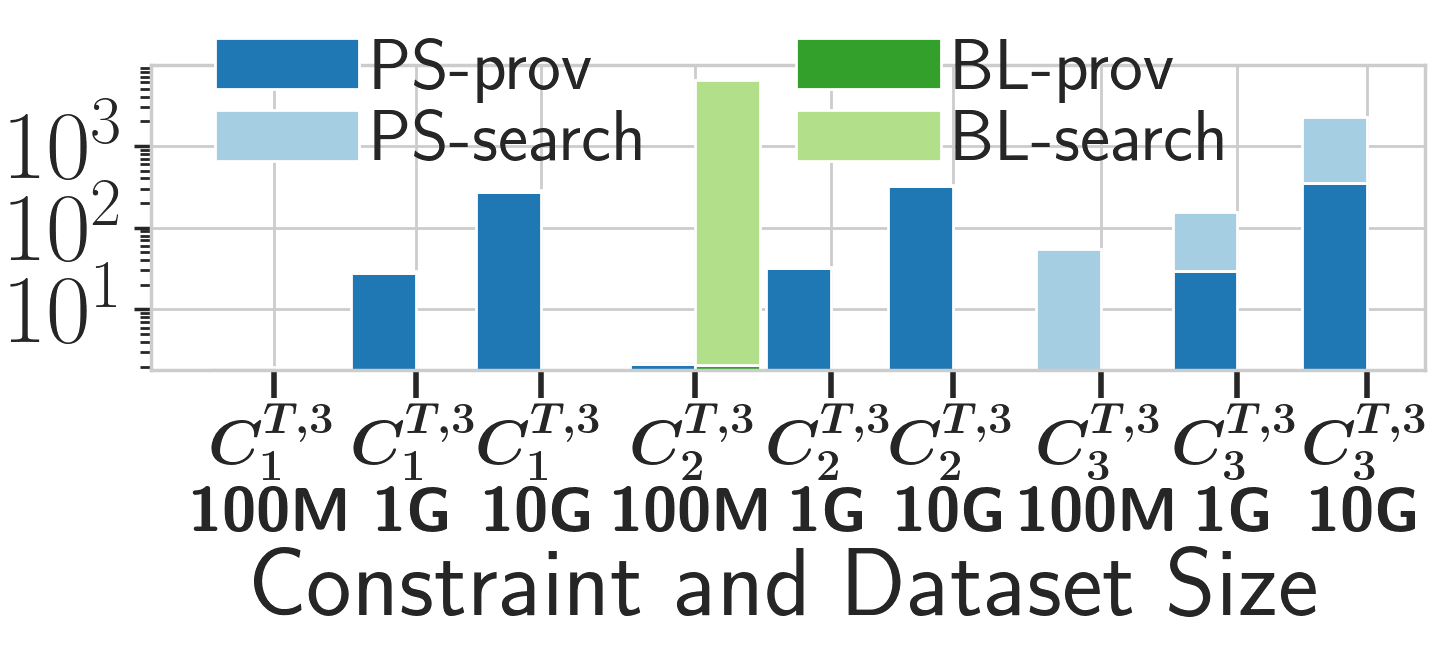 PS-prov BL-prov
PS-search BL-search
10^3
10^2
10^1
C_1^{T,3} C_1^{T,3} C_1^{T,3} C_2^{T,3} C_2^{T,3} C_2^{T,3} C_3^{T,3} C_3^{T,3} C_3^{T,3}
100M 1G 10G 100M 1G 10G 100M 1G 10G
Constraint and Dataset Size